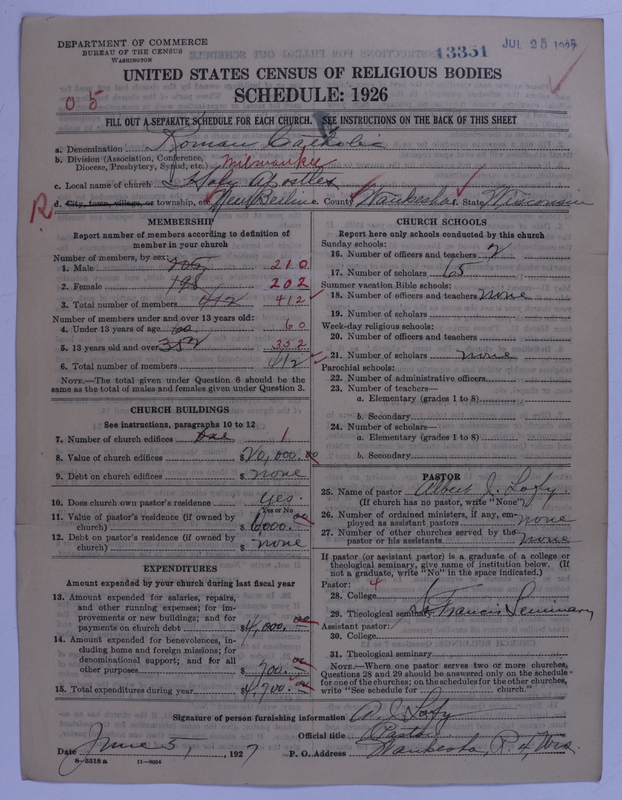 DEPARTMENT OF COMMERCE
BUREAU OF THE CENSUS
WASHINGTON
13351
JUL 25 1927
UNITED STATES CENSUS OF RELIGIOUS BODIES
SCHEDULE: 1926
0 5
FILL OUT A SEPARATE SCHEDULE FOR EACH CHURCH. SEE INSTRUCTIONS ON THE BACK OF THIS SHEET
a. Denomination Roman Catholic
b. Division (Association, Conference, Diocese, Presbytery, Synod, etc.) Milwaukee
c. Local name of church Holy Apostles
R d. City, town, village, or township, etc. New Berlin e. County Waukesha f. State Wisconsin
MEMBERSHIP
Report number of members according to definition of
member in your church
Number of members, by sex:
1. Male 210
2. Female 198 202
3. Total number of members 412 412
Number of members under and over 13 years old:
4. Under 13 years of age 60 60
5. 13 years old and over 352 352
6. Total number of members 412
NOTE.—The total given under Question 6 should be the
same as the total of males and females given under Question 3.
CHURCH BUILDINGS
See instructions, paragraphs 10 to 12
7. Number of church edifices one 1
8. Value of church edifices $20,000.00
9. Debt on church edifices $ none
10. Does church own pastor's residence yes.
Yes or No
11. Value of pastor's residence (if owned by
church) $6000.00
12. Debt on pastor's residence (if owned by
church) $ none
EXPENDITURES
Amount expended by your church during last fiscal year
13. Amount expended for salaries, repairs,
and other running expenses; for im-
provements or new buildings; and for
payments on church debt $4,000.00
14. Amount expended for benevolences, in-
cluding home and foreign missions; for
denominational support; and for all
other purposes $700.00
15. Total expenditures during year $4,700.00
CHURCH SCHOOLS
Report here only schools conducted by this church
Sunday schools:
16. Number of officers and teachers 2
17. Number of scholars 65
Summer vacation Bible schools:
18. Number of officers and teachers none
19. Number of scholars
Week-day religious schools:
20. Number of officers and teachers
21. Number of scholars none
Parochial schools:
22. Number of administrative officers
23. Number of teachers—
a. Elementary (grades 1 to 8)
b. Secondary
24. Number of scholars—
a. Elementary (grades 1 to 8)
b. Secondary
PASTOR
25. Name of pastor Albert J.
(If church has no pastor, write "None")
26. Number of ordained ministers, if any, em-
ployed as assistant pastors none
27. Number of other churches served by the
pastor or his assistants none
If pastor (or assistant pastor) is a graduate of a college or
theological seminary, give name of institution below. (If
not a graduate, write "No" in the space indicated.)
Pastor: 4
28. College
29. Theological seminary St Francis Seminary
Assistant pastor:
30. College
31. Theological seminary
NOTE.—Where one pastor serves two or more churches,
Questions 28 and 29 should be answered only on the schedule
for one of the churches; on the schedules for the other churches,
write "See schedule for church."
Signature of person furnishing information A J
Official title Pastor
Date June 5, 1927 P. O. Address Waukesha, R 4, Wis.
8-5518a 11-9034